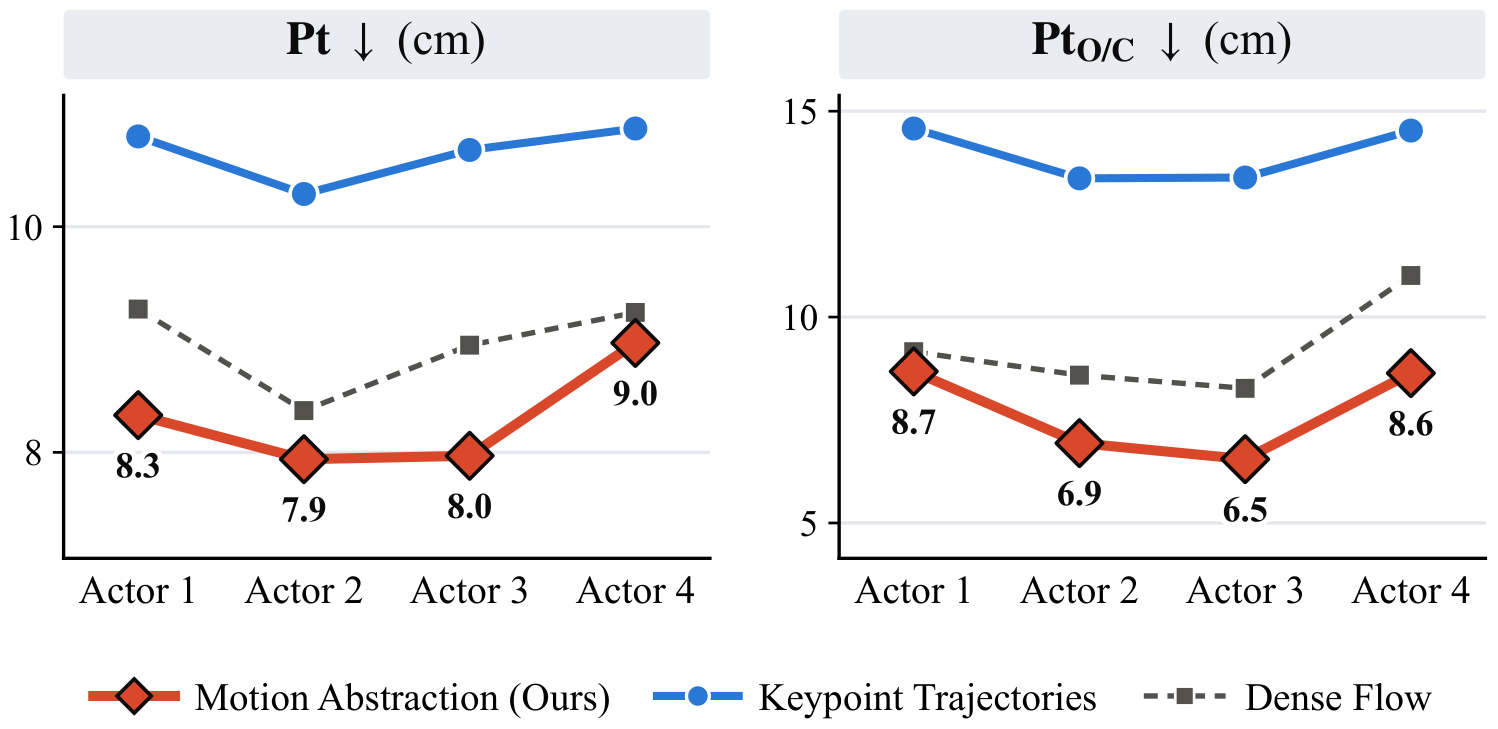 Pt ↓ (cm)
10
8
8.3
7.9
8.0
9.0
Actor 1 Actor 2 Actor 3 Actor 4
Pt_O/C ↓ (cm)
15
10
5
8.7
6.9
6.5
8.6
Actor 1 Actor 2 Actor 3 Actor 4
Motion Abstraction (Ours) Keypoint Trajectories Dense Flow